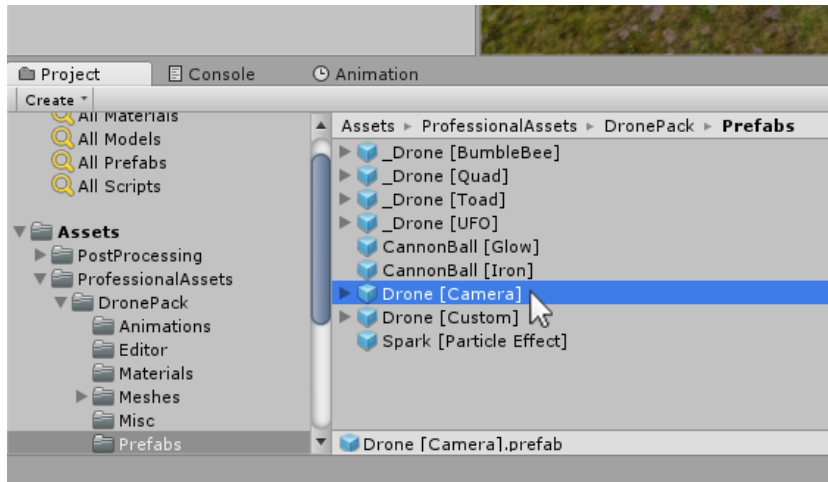 Project Console Animation
Create
All Materials
All Models
All Prefabs
All Scripts
Assets
PostProcessing
ProfessionalAssets
DronePack
Animations
Editor
Materials
Meshes
Misc
Prefabs
Assets ▸ ProfessionalAssets ▸ DronePack ▸ Prefabs
_Drone [BumbleBee]
_Drone [Quad]
_Drone [Toad]
_Drone [UFO]
CannonBall [Glow]
CannonBall [Iron]
Drone [Camera]
Drone [Custom]
Spark [Particle Effect]
Drone [Camera].prefab